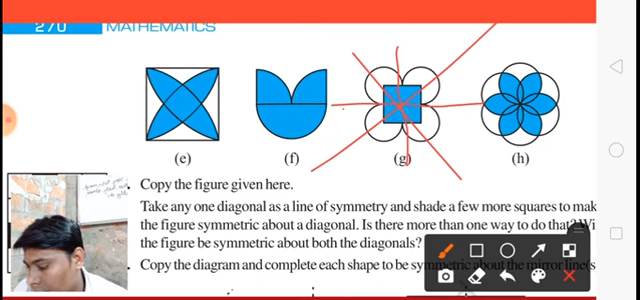 270 MATHEMATICS
(e) (f) (g) (h)
Copy the figure given here.
Take any one diagonal as a line of symmetry and shade a few more squares to mak
the figure symmetric about a diagonal. Is there more than one way to do that? Wi
the figure be symmetric about both the diagonals?
Copy the diagram and complete each shape to be symmetric about the mirror line(s